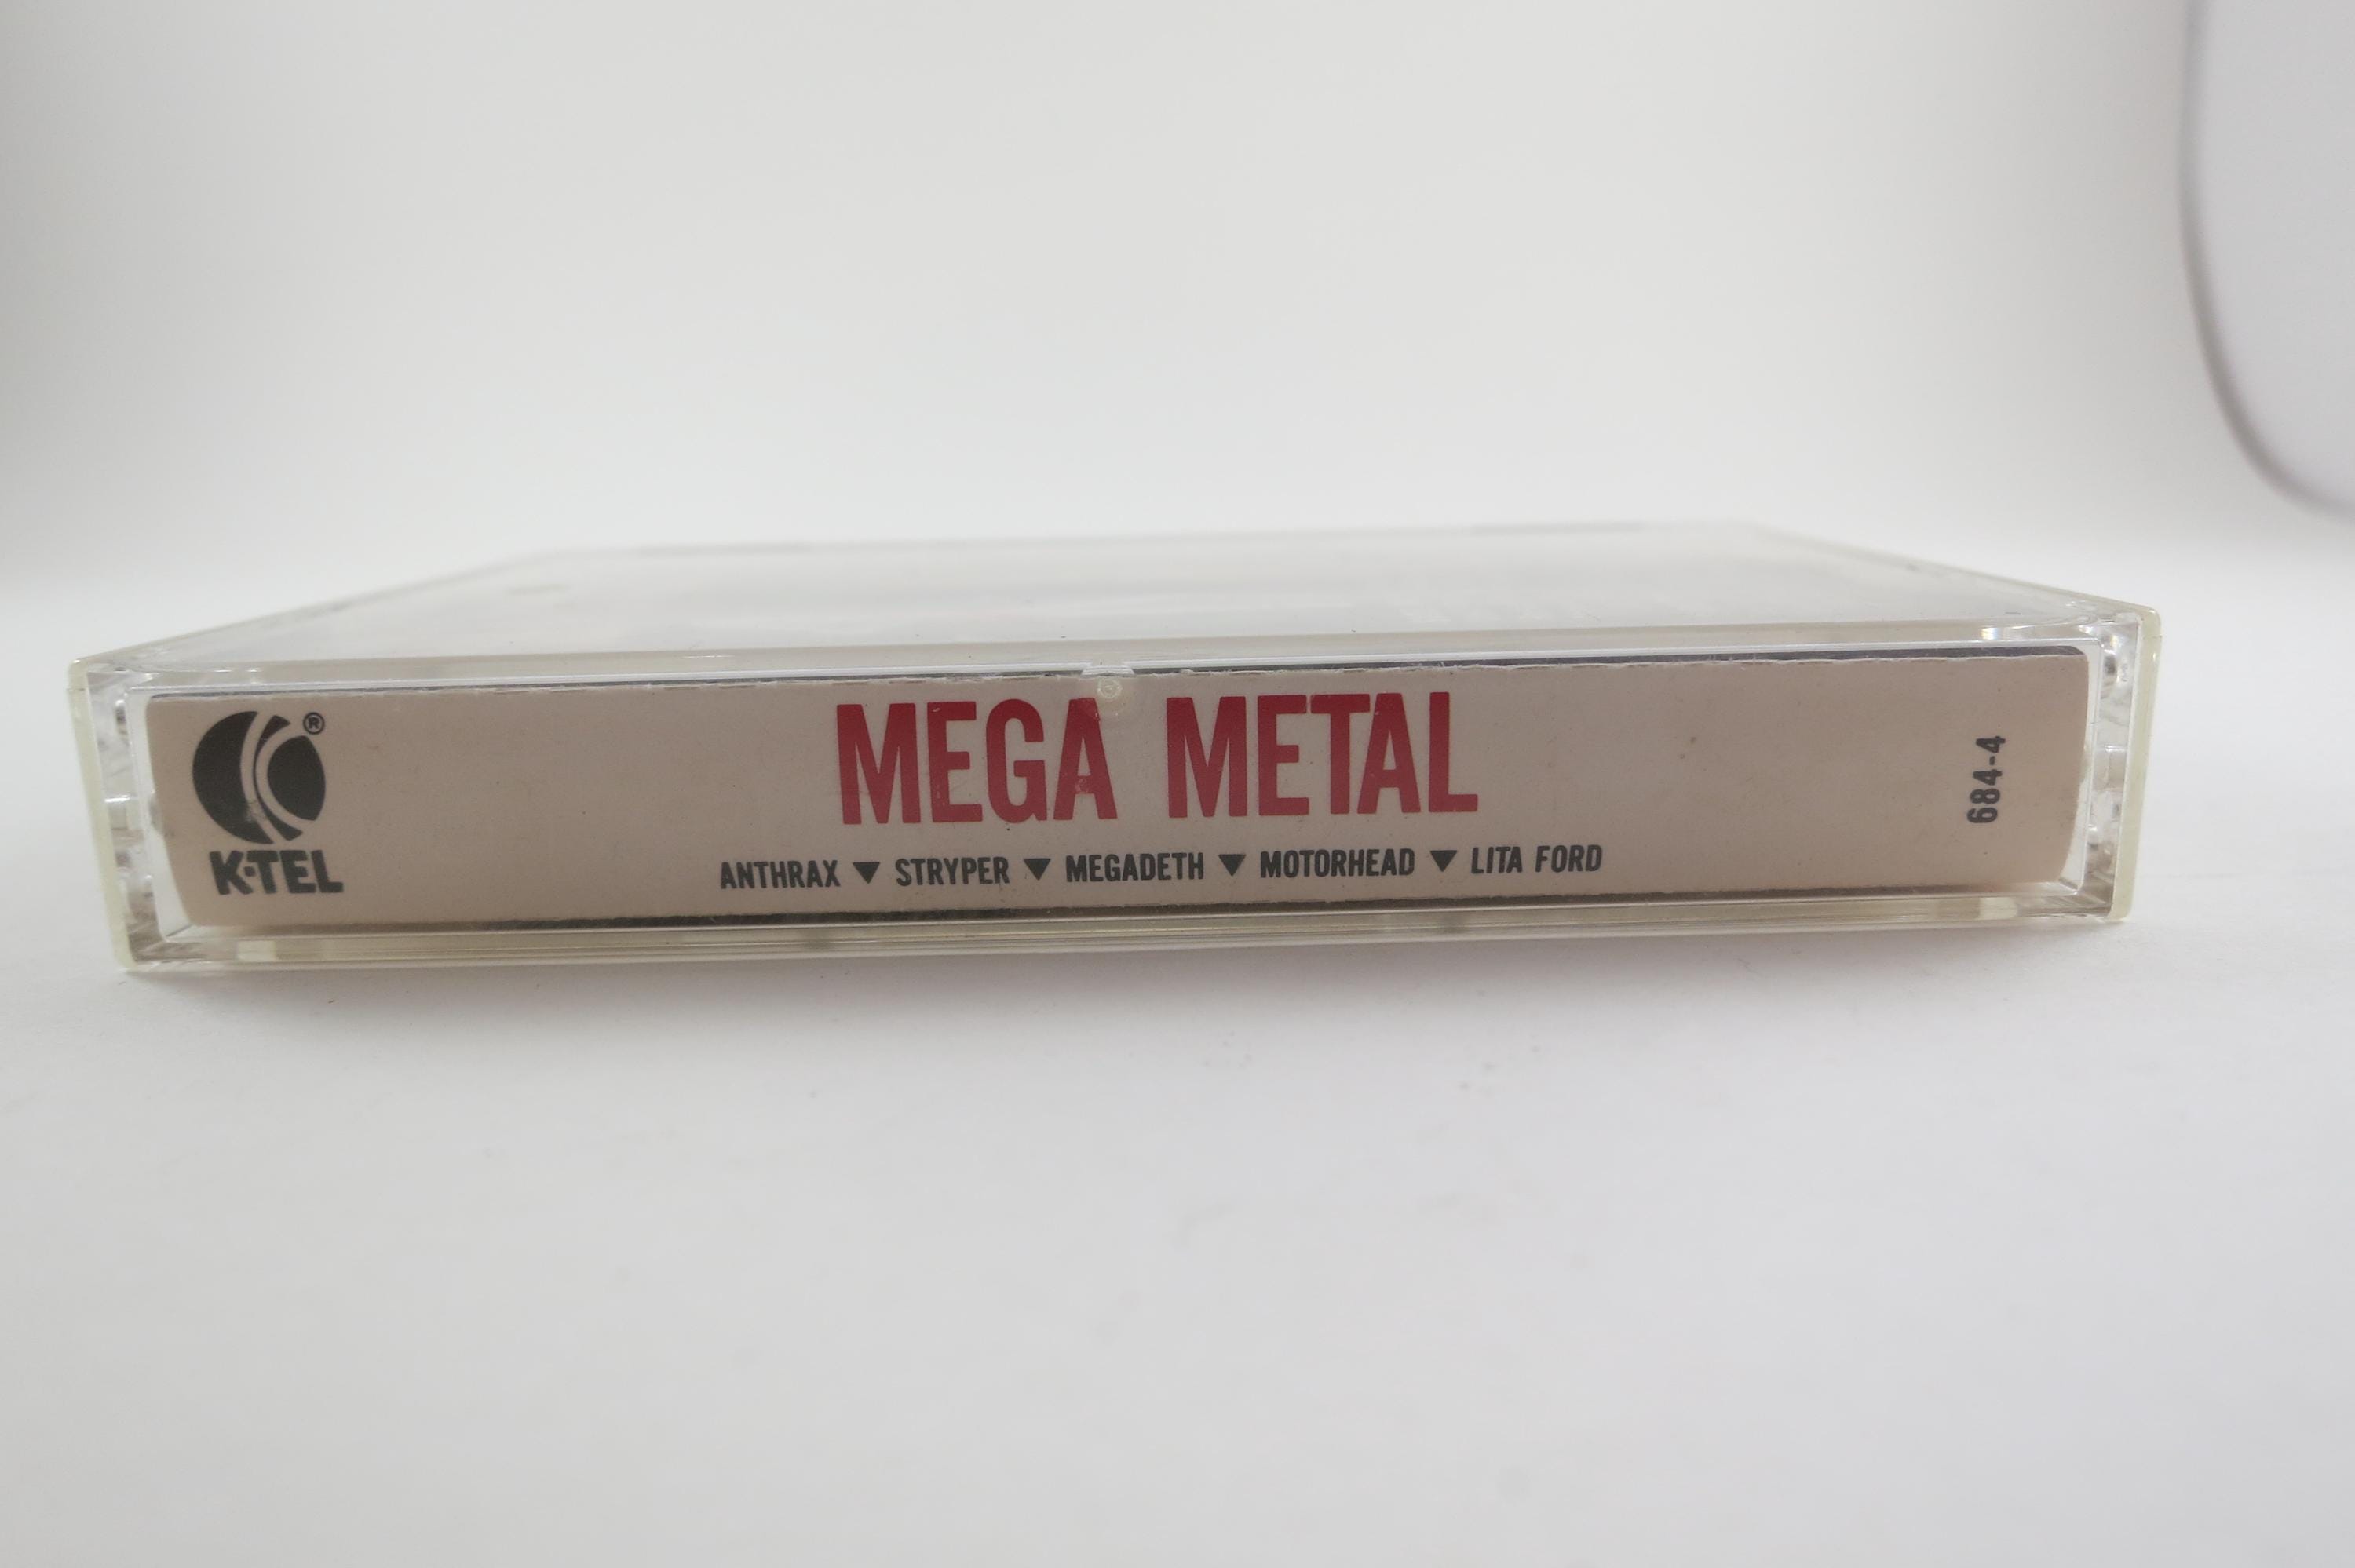 K-TEL ®
MEGA METAL
ANTHRAX ▼ STRYPER ▼ MEGADETH ▼ MOTORHEAD ▼ LITA FORD
684-4